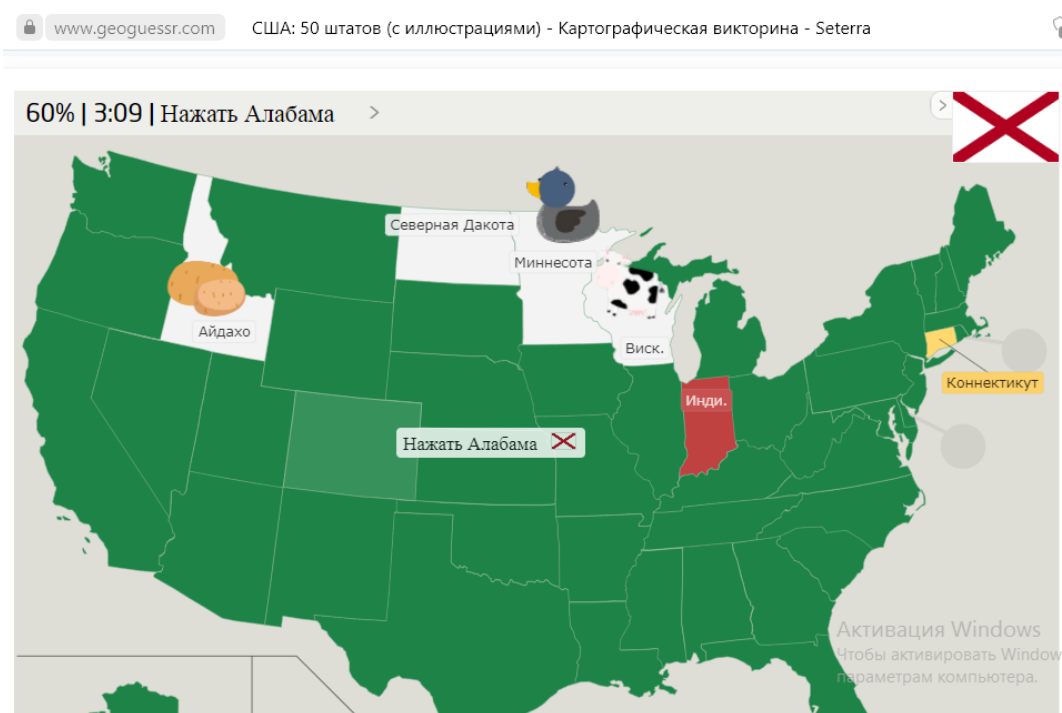 www.geoguessr.com США: 50 штатов (с иллюстрациями) - Картографическая викторина - Seterra
60% | 3:09 | Нажать Алабама >
Северная Дакота
Миннесота
Айдахо
Виск.
Коннектикут
Инди.
Нажать Алабама
Активация Windows
Чтобы активировать Window
параметрам компьютера.